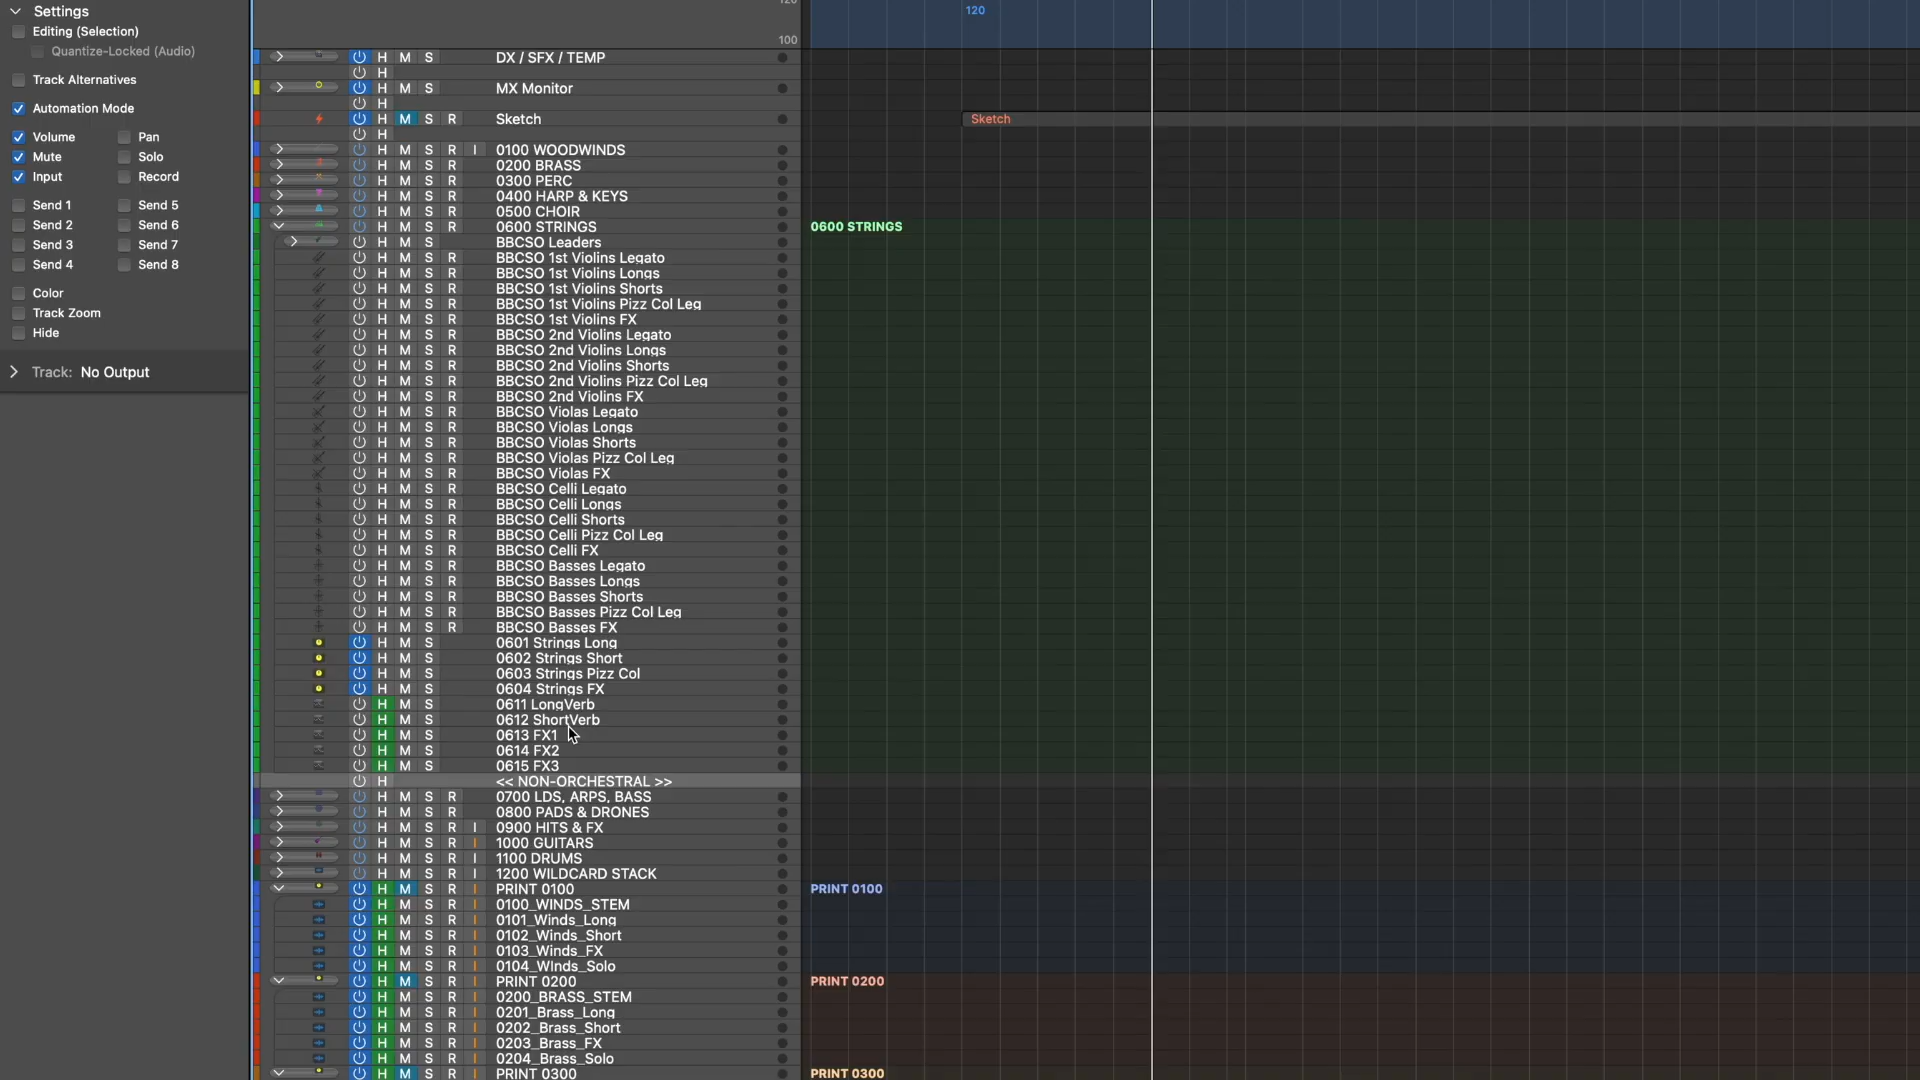 Settings
Editing (Selection)
Quantize-Locked (Audio)
Track Alternatives
Automation Mode
Volume Pan
Mute Solo
Input Record
Send 1 Send 5
Send 2 Send 6
Send 3 Send 7
Send 4 Send 8
Color
Track Zoom
Hide
Track: No Output
120
120
100
H M S DX / SFX / TEMP
H
H M S MX Monitor
H
H M S R Sketch Sketch
H
H M S R I 0100 WOODWINDS
H M S R 0200 BRASS
H M S R 0300 PERC
H M S R 0400 HARP & KEYS
H M S R 0500 CHOIR
H M S R 0600 STRINGS 0600 STRINGS
H M S BBCSO Leaders
H M S R BBCSO 1st Violins Legato
H M S R BBCSO 1st Violins Longs
H M S R BBCSO 1st Violins Shorts
H M S R BBCSO 1st Violins Pizz Col Leg
H M S R BBCSO 1st Violins FX
H M S R BBCSO 2nd Violins Legato
H M S R BBCSO 2nd Violins Longs
H M S R BBCSO 2nd Violins Shorts
H M S R BBCSO 2nd Violins Pizz Col Leg
H M S R BBCSO 2nd Violins FX
H M S R BBCSO Violas Legato
H M S R BBCSO Violas Longs
H M S R BBCSO Violas Shorts
H M S R BBCSO Violas Pizz Col Leg
H M S R BBCSO Violas FX
H M S R BBCSO Celli Legato
H M S R BBCSO Celli Longs
H M S R BBCSO Celli Shorts
H M S R BBCSO Celli Pizz Col Leg
H M S R BBCSO Celli FX
H M S R BBCSO Basses Legato
H M S R BBCSO Basses Longs
H M S R BBCSO Basses Shorts
H M S R BBCSO Basses Pizz Col Leg
H M S R BBCSO Basses FX
H M S 0601 Strings Long
H M S 0602 Strings Short
H M S 0603 Strings Pizz Col
H M S 0604 Strings FX
H M S 0611 LongVerb
H M S 0612 ShortVerb
H M S 0613 FX1
H M S 0614 FX2
H M S 0615 FX3
H << NON-ORCHESTRAL >>
H M S R 0700 LDS, ARPS, BASS
H M S R 0800 PADS & DRONES
H M S R I 0900 HITS & FX
H M S R I 1000 GUITARS
H M S R I 1100 DRUMS
H M S R I 1200 WILDCARD STACK
H M S R I PRINT 0100 PRINT 0100
H M S R I 0100_WINDS_STEM
H M S R I 0101_Winds_Long
H M S R I 0102_Winds_Short
H M S R I 0103_Winds_FX
H M S R I 0104_WInds_Solo
H M S R I PRINT 0200 PRINT 0200
H M S R I 0200_BRASS_STEM
H M S R I 0201_Brass_Long
H M S R I 0202_Brass_Short
H M S R I 0203_Brass_FX
H M S R I 0204_Brass_Solo
H M S R I PRINT 0300 PRINT 0300